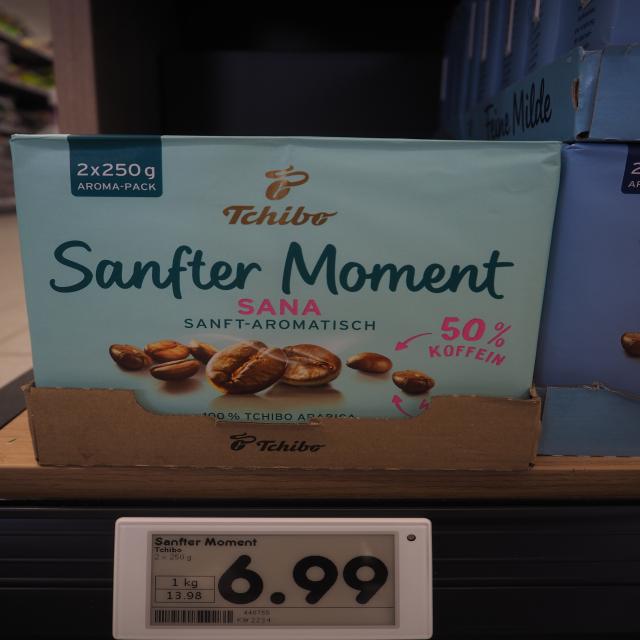 Feine Milde
2x250g
AROMA-PACK
Tchibo
Sanfter Moment
SANA
SANFT-AROMATISCH
50%
KOFFEIN
100 % TCHIBO ARABICA
Tchibo
Sanfter Moment
Tchibo
2 x 250 g
1 kg
13.98
6.99
KW 2234